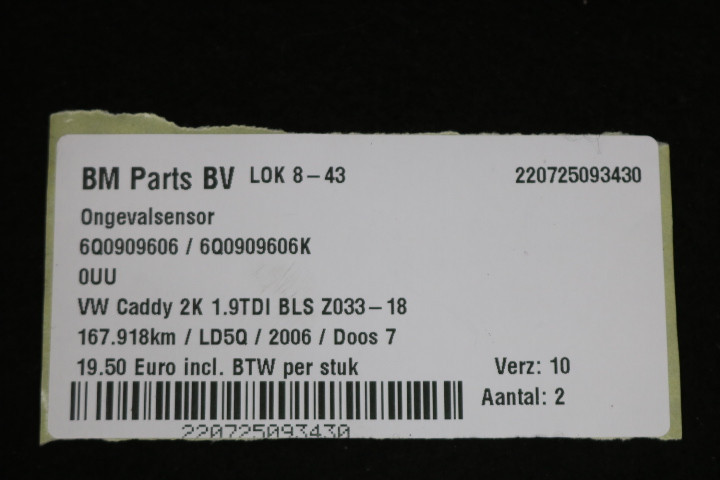 BM Parts BV LOK 8-43 220725093430
Ongevalsensor
6Q0909606 / 6Q0909606K
0UU
VW Caddy 2K 1.9TDI BLS Z033-18
167.918km / LD5Q / 2006 / Doos 7
19.50 Euro incl. BTW per stuk Verz: 10
Aantal: 2
220725093430